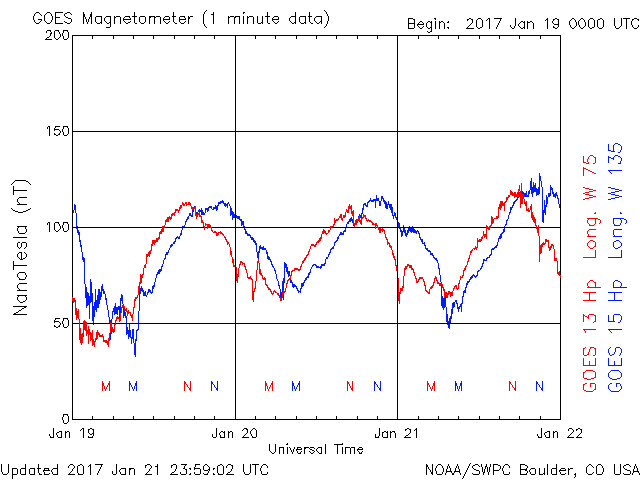 GOES Magnetometer (1 minute data)
Begin: 2017 Jan 19 0000 UTC
200
150
100
50
0
NanoTesla (nT)
M M N N M M N N M M N N
Jan 19 Jan 20 Jan 21 Jan 22
Universal Time
GOES 13 Hp Long. W 75
GOES 15 Hp Long. W 135
Updated 2017 Jan 21 23:59:02 UTC
NOAA/SWPC Boulder, CO USA